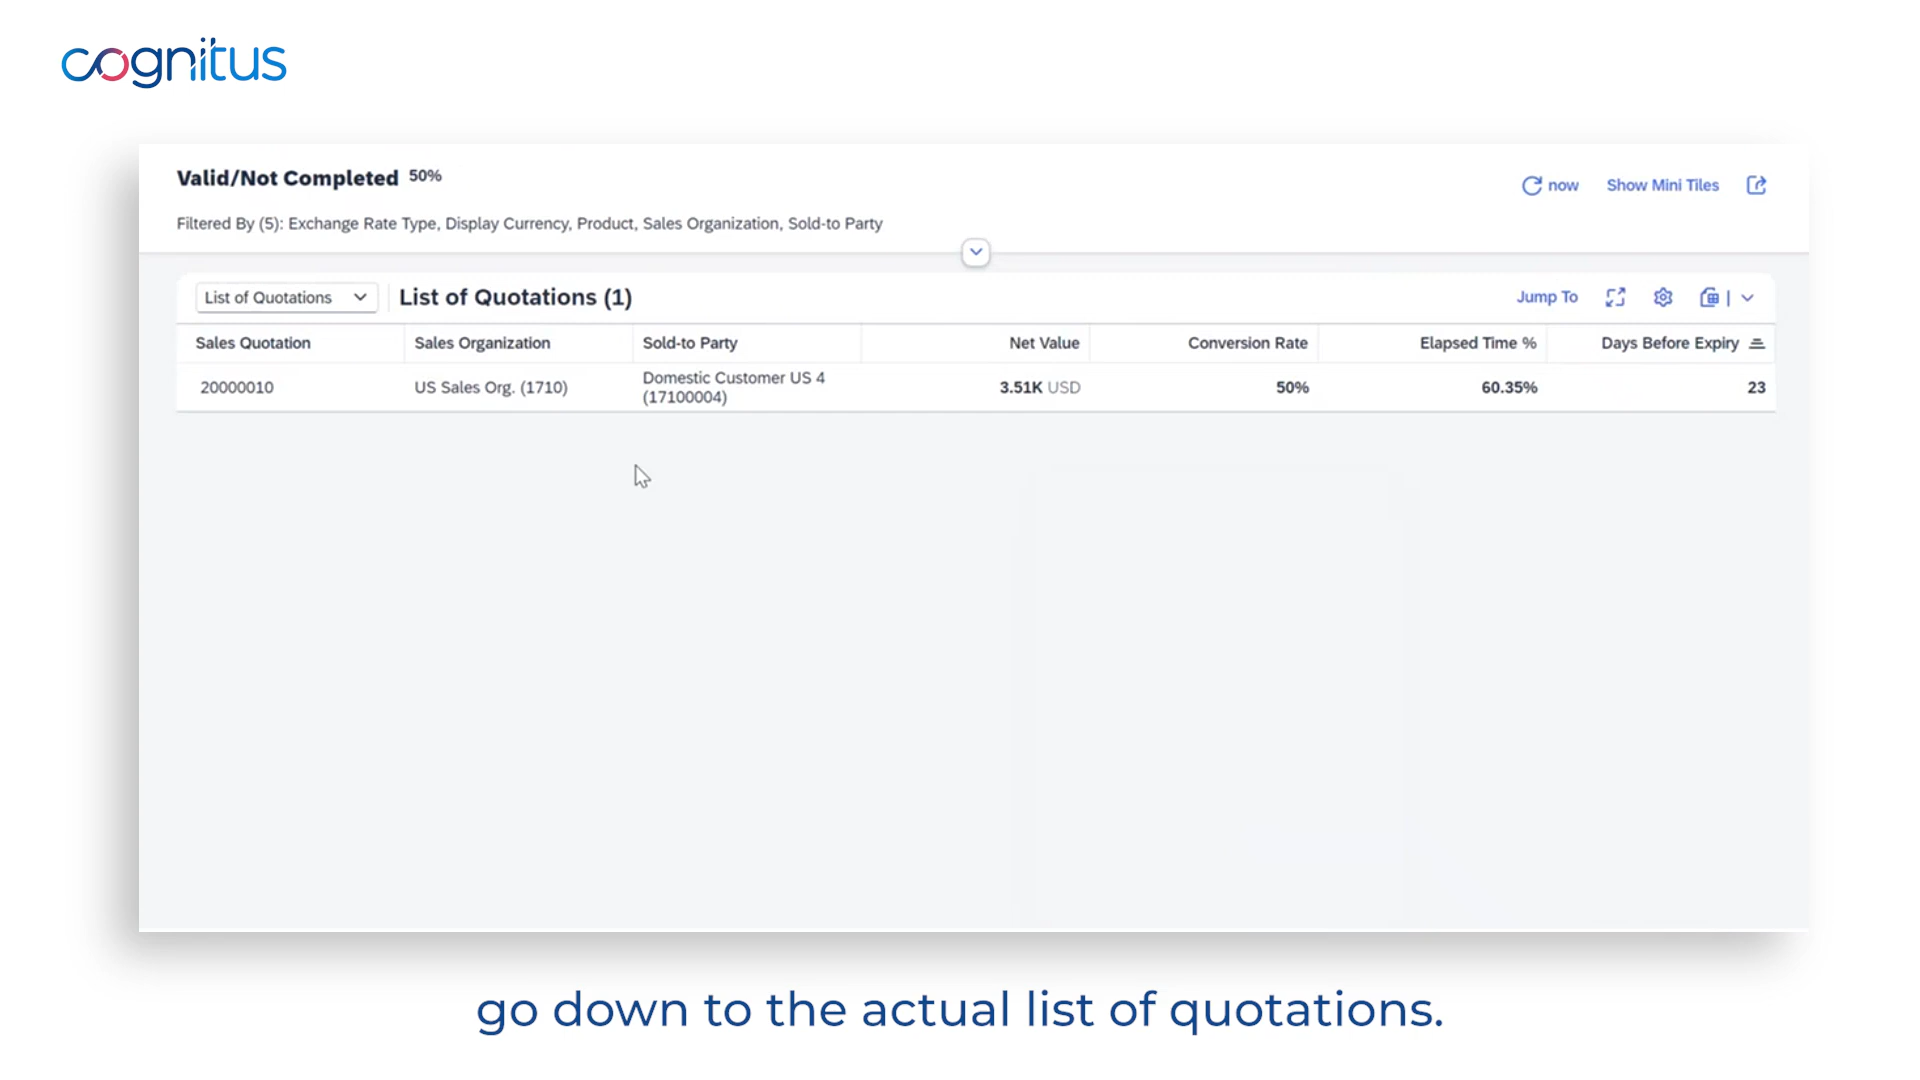 cognitus
Valid/Not Completed 50%
now Show Mini Tiles
Filtered By (5): Exchange Rate Type, Display Currency, Product, Sales Organization, Sold-to Party
List of Quotations List of Quotations (1) Jump To
Sales Quotation Sales Organization Sold-to Party Net Value Conversion Rate Elapsed Time % Days Before Expiry
20000010 US Sales Org. (1710) Domestic Customer US 4 3.51K USD 50% 60.35% 23
(17100004)
go down to the actual list of quotations.